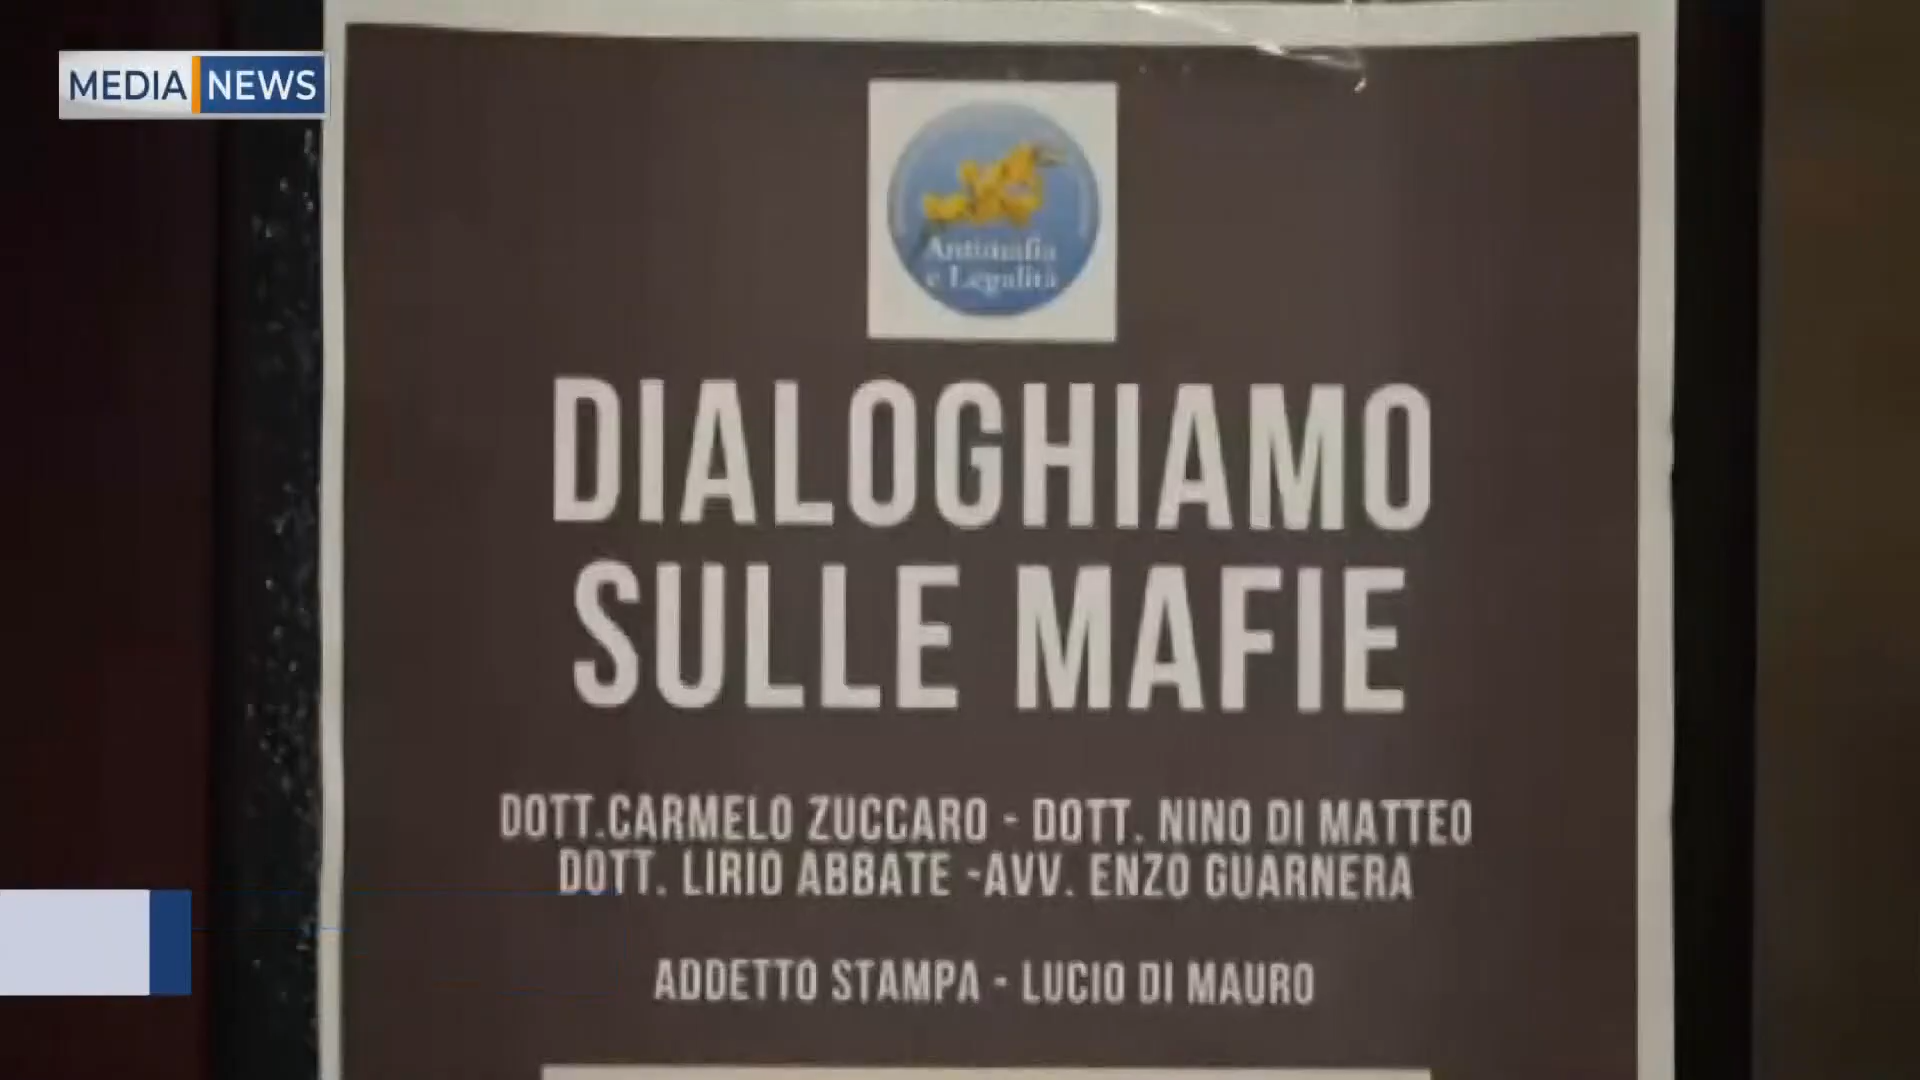 MEDIA NEWS
Antimafia
e Legalità
DIALOGHIAMO
SULLE MAFIE
DOTT.CARMELO ZUCCARO - DOTT. NINO DI MATTEO
DOTT. LIRIO ABBATE -AVV. ENZO GUARNERA
ADDETTO STAMPA - LUCIO DI MAURO